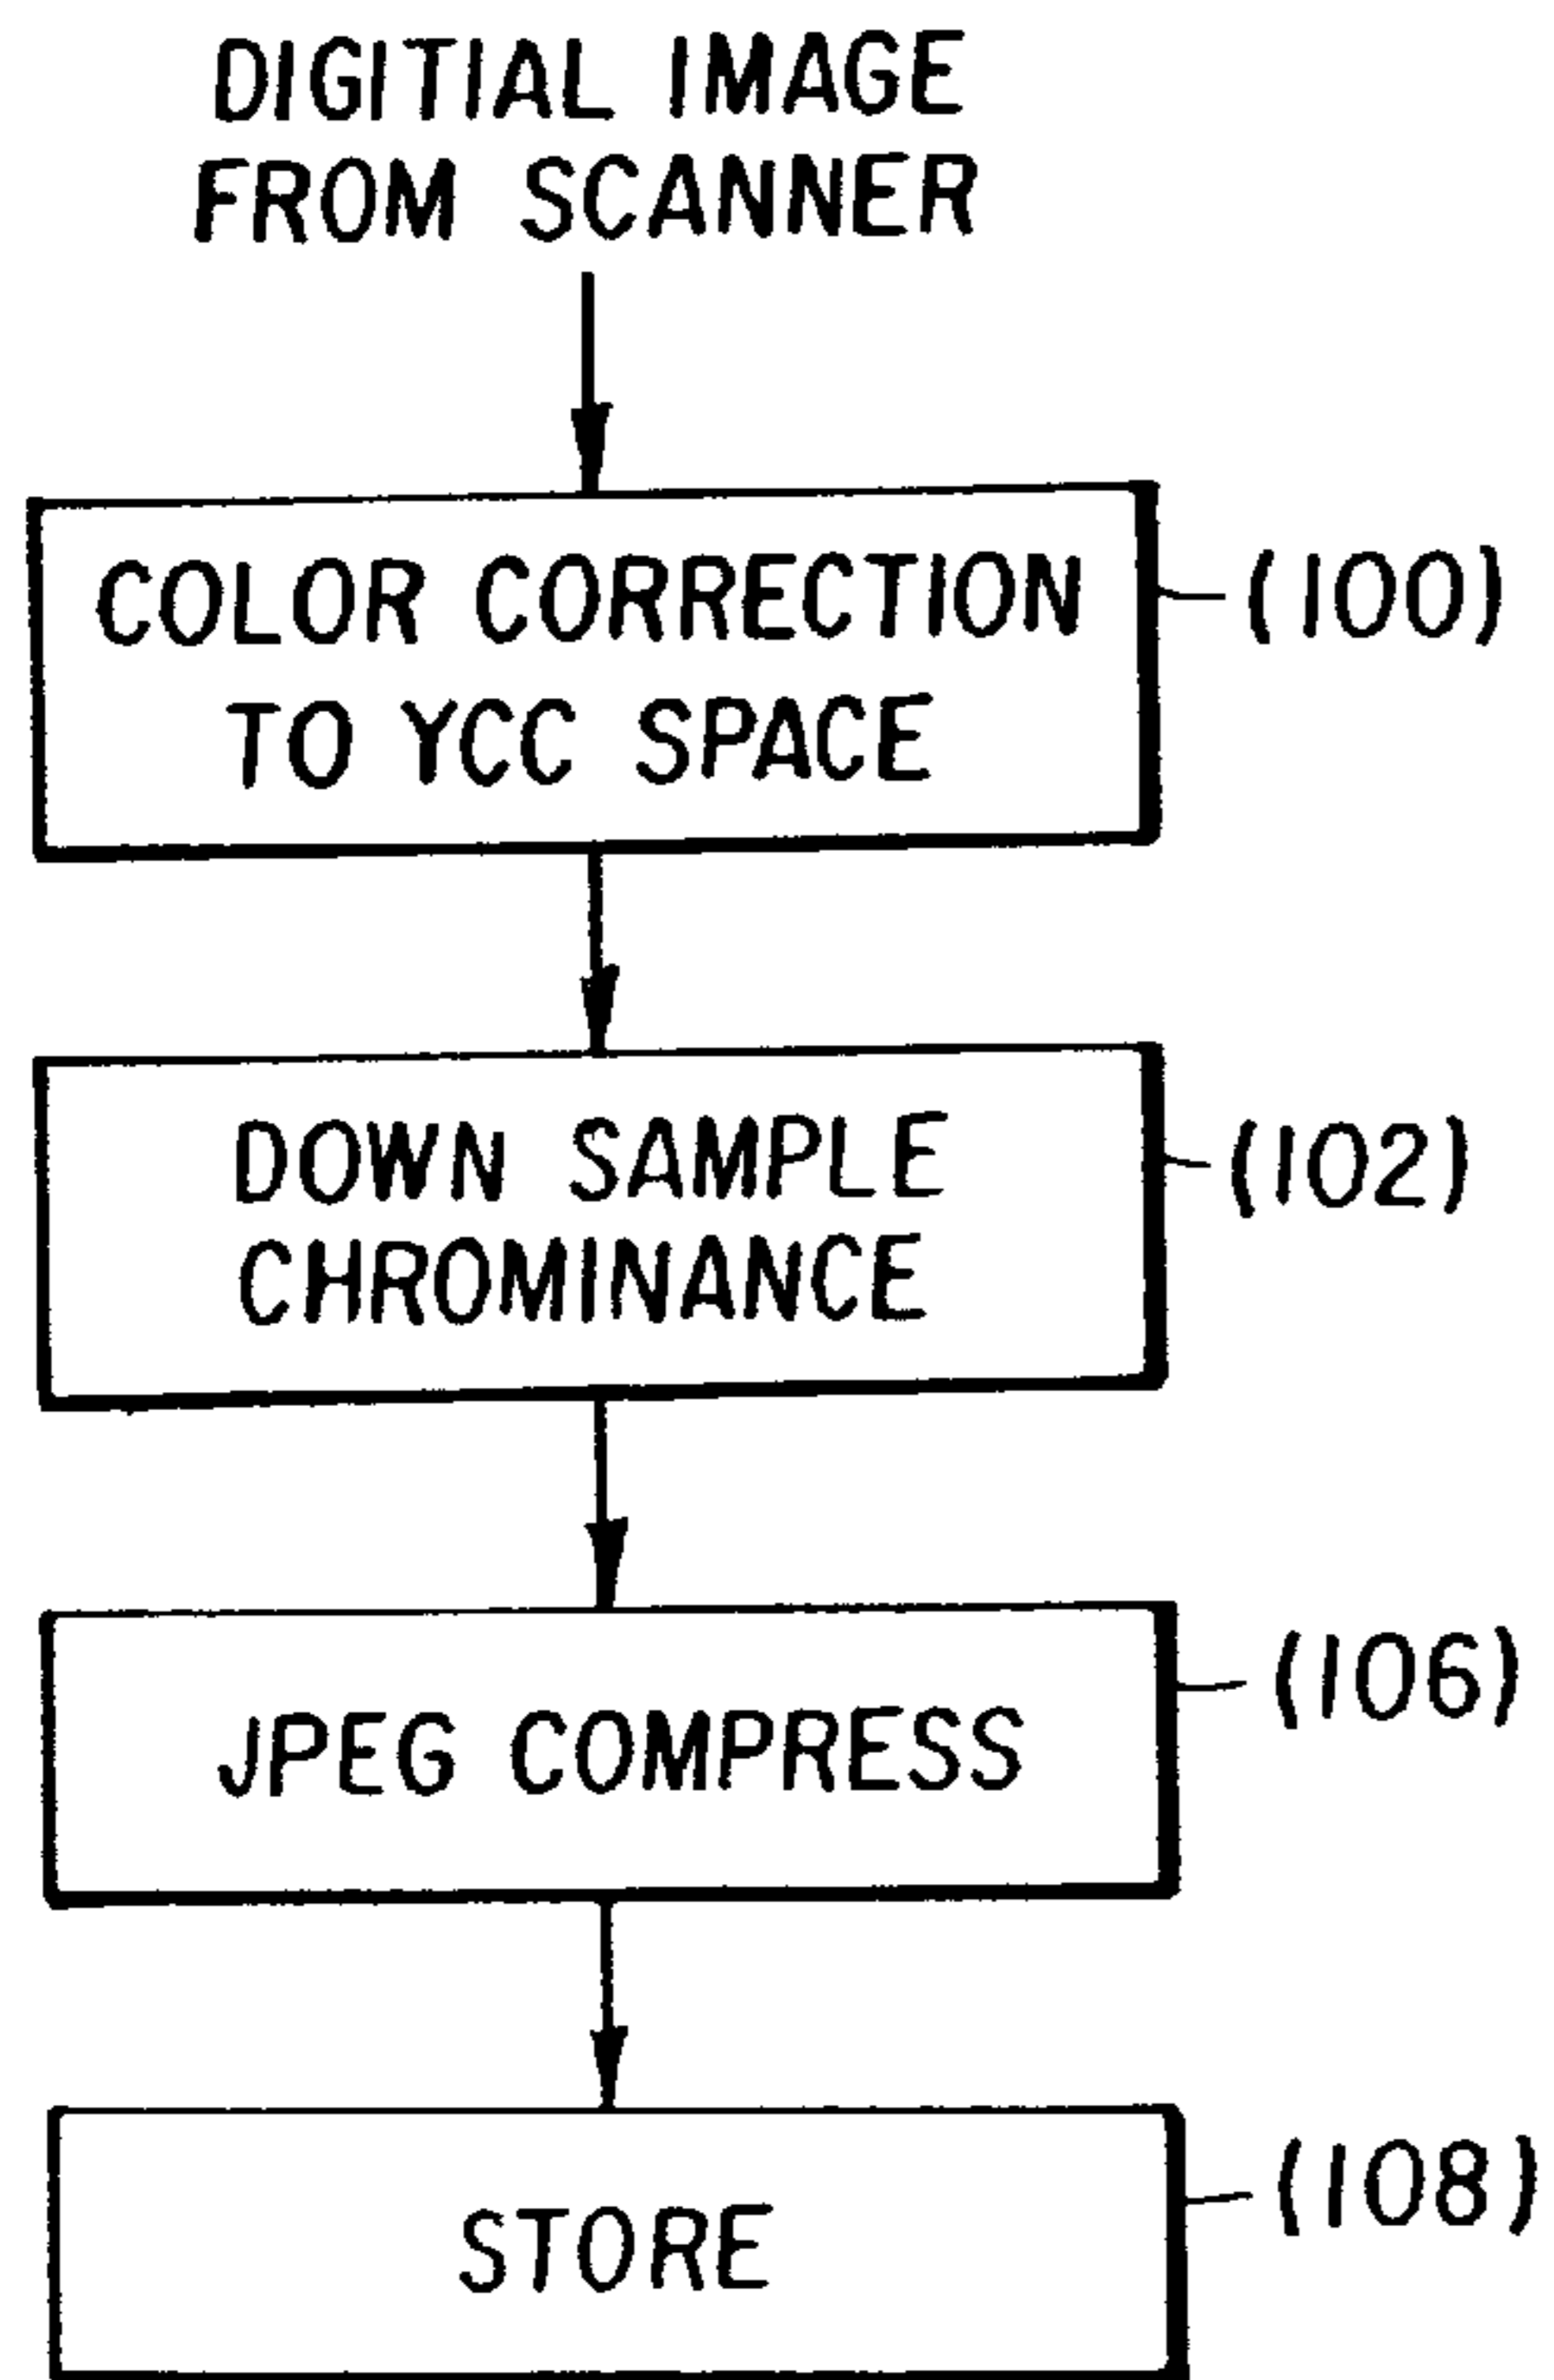 DIGITIAL IMAGE
FROM SCANNER
COLOR CORRECTION
TO YCC SPACE
(100)
DOWN SAMPLE
CHROMINANCE
(102)
JPEG COMPRESS
(106)
STORE
(108)